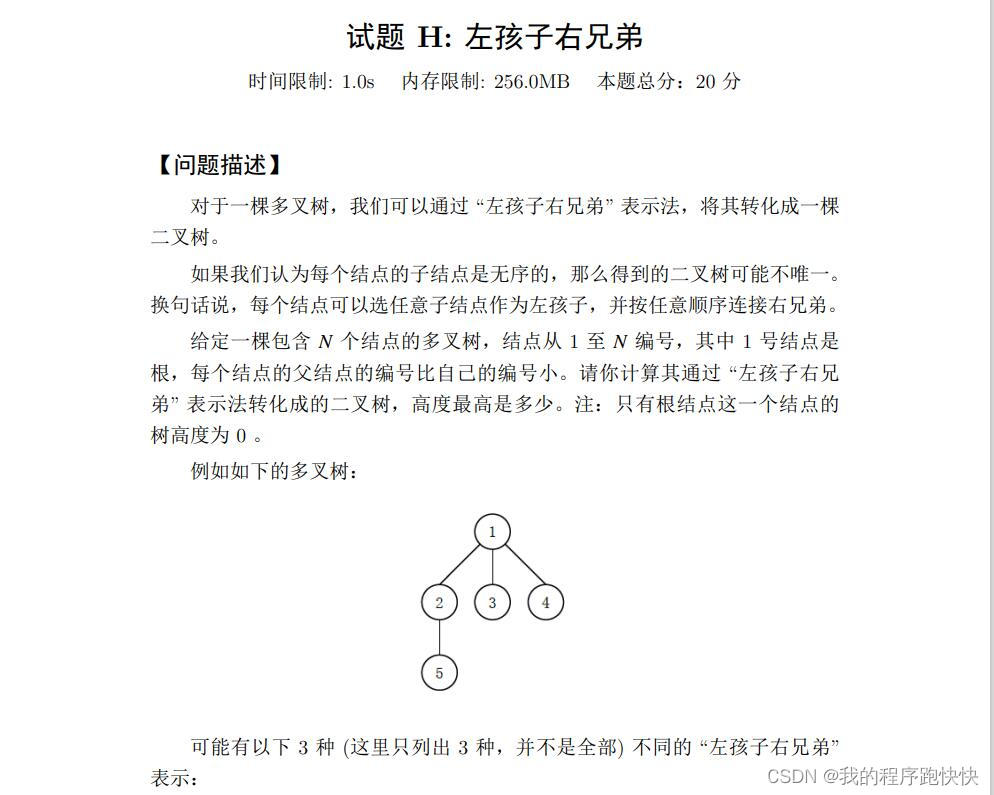 试题 H: 左孩子右兄弟
时间限制: 1.0s 内存限制: 256.0MB 本题总分：20 分
【问题描述】
对于一棵多叉树，我们可以通过 “左孩子右兄弟” 表示法，将其转化成一棵
二叉树。
如果我们认为每个结点的子结点是无序的，那么得到的二叉树可能不唯一。
换句话说，每个结点可以选任意子结点作为左孩子，并按任意顺序连接右兄弟。
给定一棵包含 N 个结点的多叉树，结点从 1 至 N 编号，其中 1 号结点是
根，每个结点的父结点的编号比自己的编号小。请你计算其通过 “左孩子右兄
弟” 表示法转化成的二叉树，高度最高是多少。注：只有根结点这一个结点的
树高度为 0 。
例如如下的多叉树：
1
2 3 4
5
可能有以下 3 种 (这里只列出 3 种，并不是全部) 不同的 “左孩子右兄弟”
表示：
CSDN @我的程序跑快快